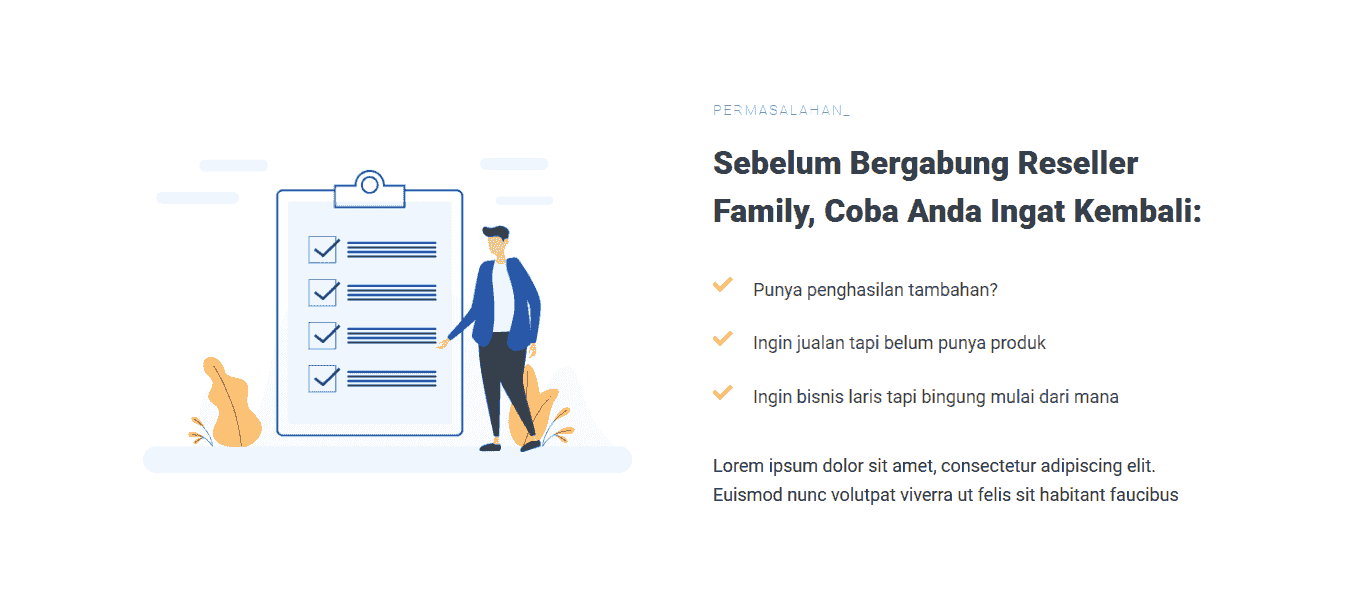 PERMASALAHAN_
Sebelum Bergabung Reseller
Family, Coba Anda Ingat Kembali:
Punya penghasilan tambahan?
Ingin jualan tapi belum punya produk
Ingin bisnis laris tapi bingung mulai dari mana
Lorem ipsum dolor sit amet, consectetur adipiscing elit.
Euismod nunc volutpat viverra ut felis sit habitant faucibus